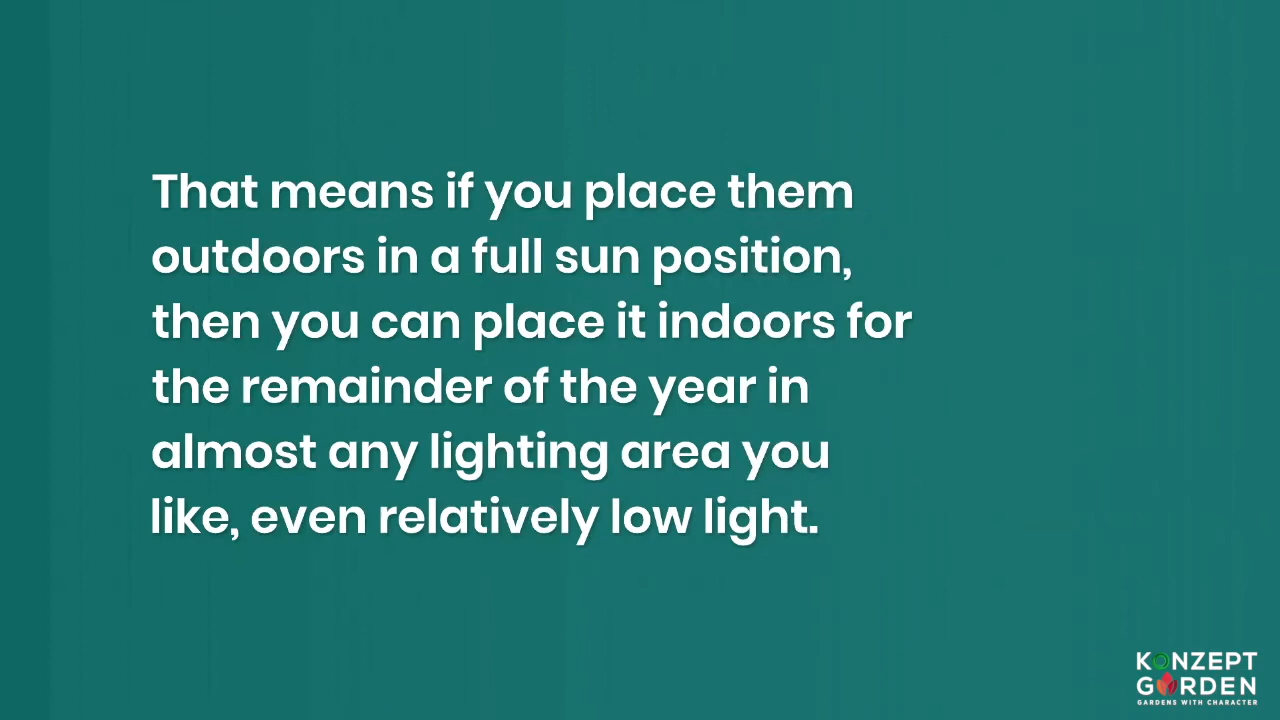 That means if you place them
outdoors in a full sun position,
then you can place it indoors for
the remainder of the year in
almost any lighting area you
like, even relatively low light.
KONZEPT
GARDEN
GARDENS WITH CHARACTER